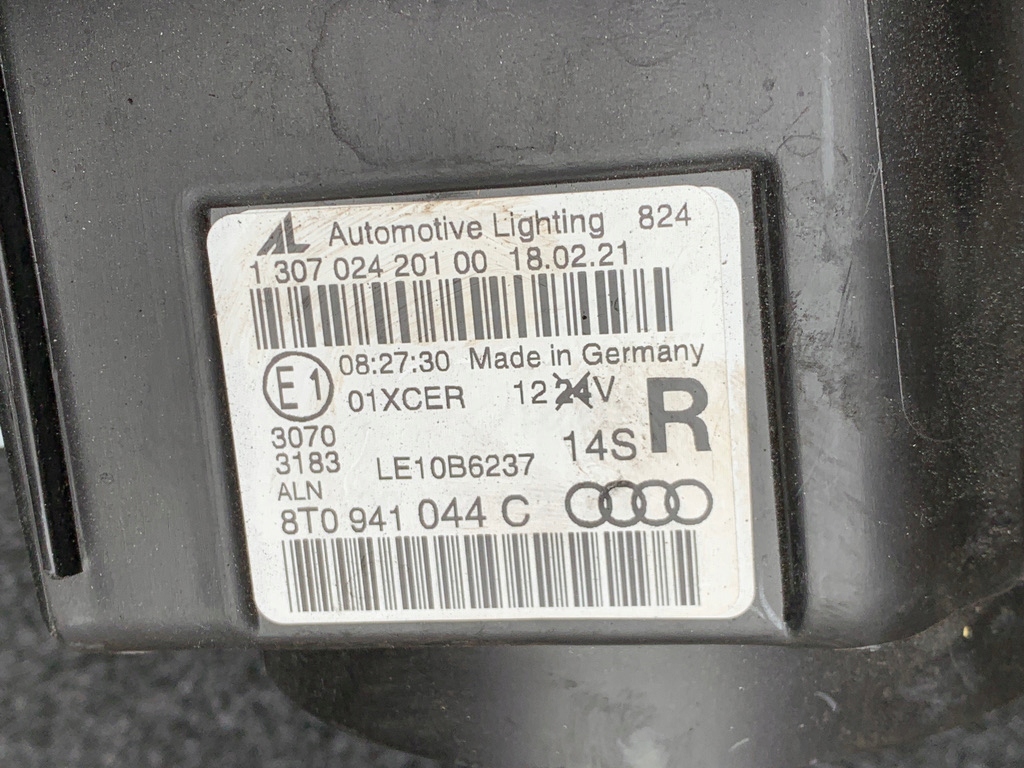 AL Automotive Lighting 824
1 307 024 201 00 18.02.21
08:27:30 Made in Germany
E1 01XCER 12 24V
3070 14S R
3183 LE10B6237
ALN
8T0 941 044 C